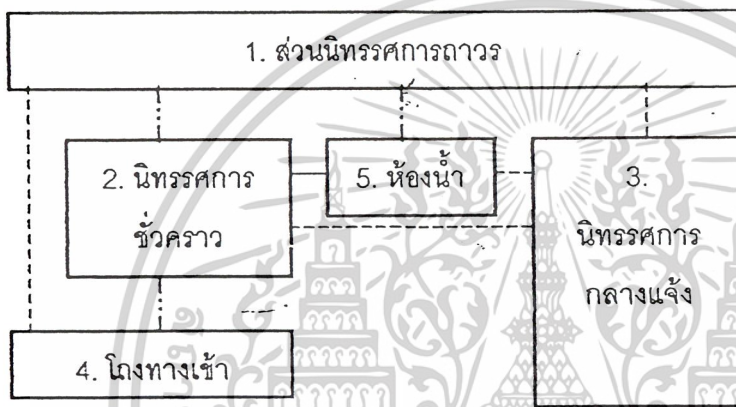 1. ส่วนนิทรรศการถาวร
2. นิทรรศการ
ชั่วคราว
5. ห้องน้ำ
3.
นิทรรศการ
กลางแจ้ง
4. โถงทางเข้า